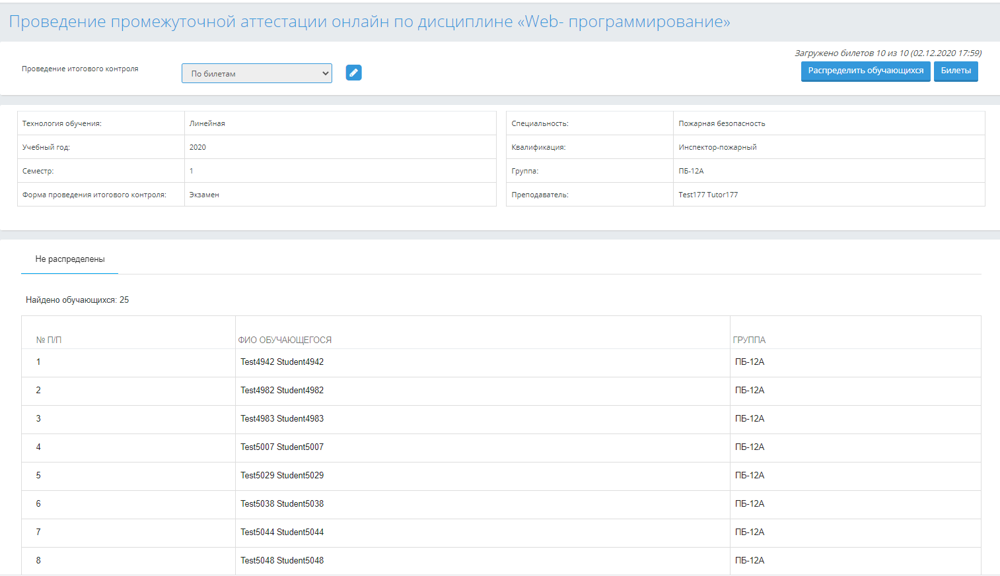 Проведение промежуточной аттестации онлайн по дисциплине «Web- программирование»
Загружено билетов 10 из 10 (02.12.2020 17:59)
Проведение итогового контроля
По билетам
Распределить обучающихся
Билеты
Технология обучения: Линейная
Учебный год: 2020
Семестр: 1
Форма проведения итогового контроля: Экзамен
Специальность: Пожарная безопасность
Квалификация: Инспектор-пожарный
Группа: ПБ-12А
Преподаватель: Test177 Tutor177
Не распределены
Найдено обучающихся: 25
№ П/П ФИО ОБУЧАЮЩЕГОСЯ ГРУППА
1 Test4942 Student4942 ПБ-12А
2 Test4982 Student4982 ПБ-12А
3 Test4983 Student4983 ПБ-12А
4 Test5007 Student5007 ПБ-12А
5 Test5029 Student5029 ПБ-12А
6 Test5038 Student5038 ПБ-12А
7 Test5044 Student5044 ПБ-12А
8 Test5048 Student5048 ПБ-12А